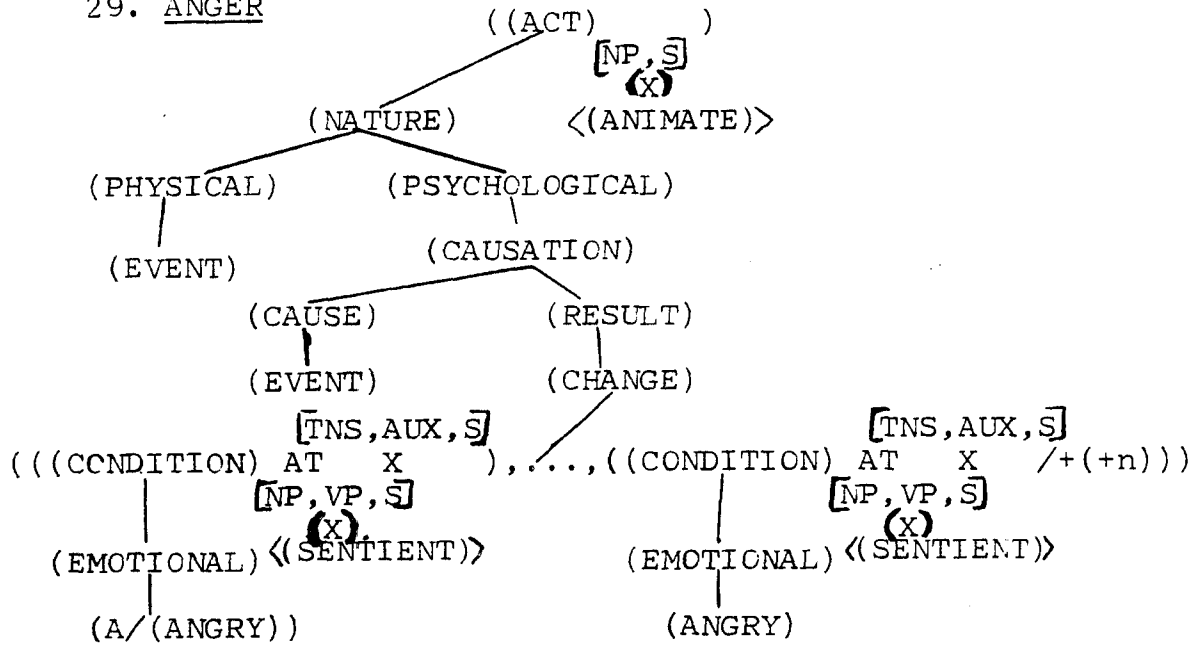 29. ANGER
((ACT) )
[NP,S]
(X)
(NATURE) <(ANIMATE)>
(PHYSICAL) (PSYCHOLOGICAL)
(EVENT) (CAUSATION)
(CAUSE) (RESULT)
(EVENT) (CHANGE)
[TNS,AUX,S] [TNS,AUX,S]
(((CONDITION) AT X ),....,((CONDITION) AT X /+(+n)))
[NP,VP,S] [NP,VP,S]
(X) (X)
(EMOTIONAL) <(SENTIENT)> (EMOTIONAL) <(SENTIENT)>
(A/(ANGRY)) (ANGRY)